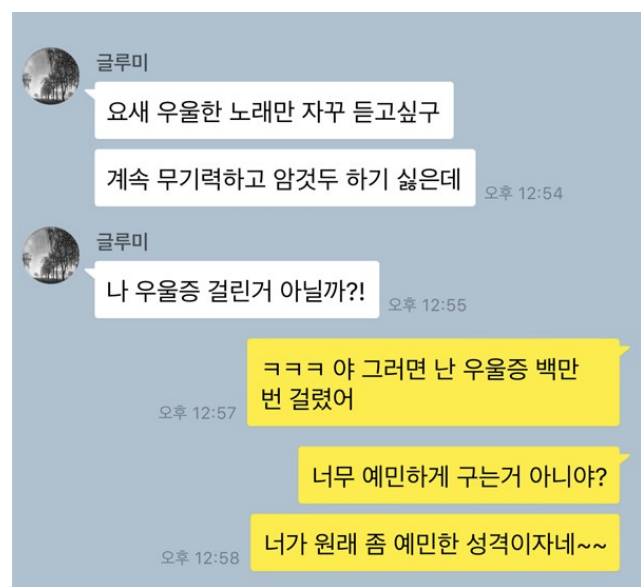 글루미
요새 우울한 노래만 자꾸 듣고싶구
계속 무기력하고 암것두 하기 싫은데
오후 12:54
글루미
나 우울증 걸린거 아닐까?!
오후 12:55
ㅋㅋㅋ 야 그러면 난 우울증 백만
번 걸렸어
오후 12:57
너무 예민하게 구는거 아니야?
너가 원래 좀 예민한 성격이자네~~
오후 12:58